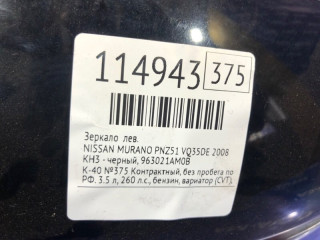 114943 375
Зеркало лев.
NISSAN MURANO PNZ51 VQ35DE 2008
KH3 - черный, 963021AM0B
К-40 №375 Контрактный, без пробега по
РФ. 3.5 л, 260 л.с., бензин, вариатор (CVT),